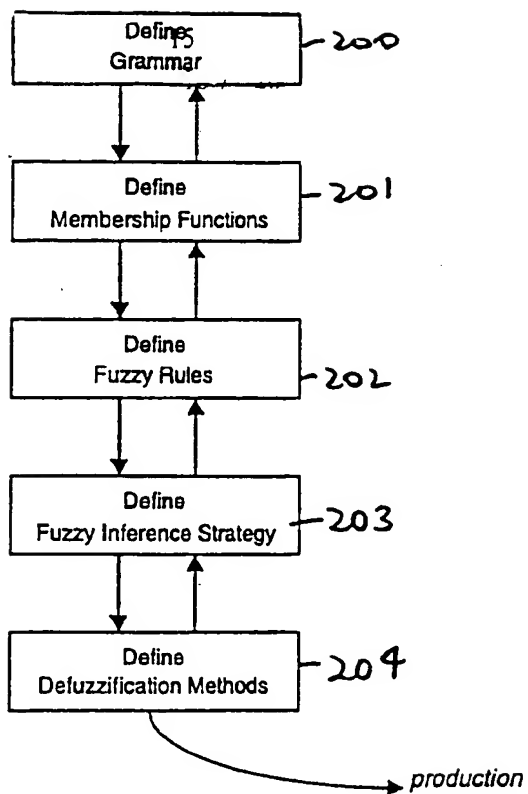 Define
15
Grammar
200
Define
Membership Functions
201
Define
Fuzzy Rules
202
Define
Fuzzy Inference Strategy
203
Define
Defuzzification Methods
204
production